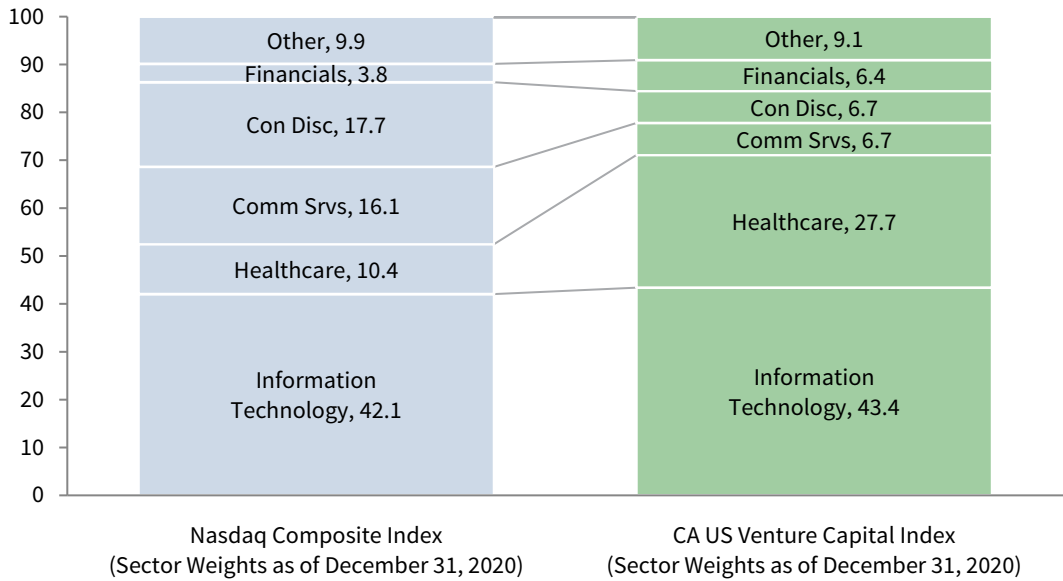 100
90
80
70
60
50
40
30
20
10
0
Other, 9.9
Financials, 3.8
Con Disc, 17.7
Comm Srvs, 16.1
Healthcare, 10.4
Information
Technology, 42.1
Other, 9.1
Financials, 6.4
Con Disc, 6.7
Comm Srvs, 6.7
Healthcare, 27.7
Information
Technology, 43.4
Nasdaq Composite Index
(Sector Weights as of December 31, 2020)
CA US Venture Capital Index
(Sector Weights as of December 31, 2020)